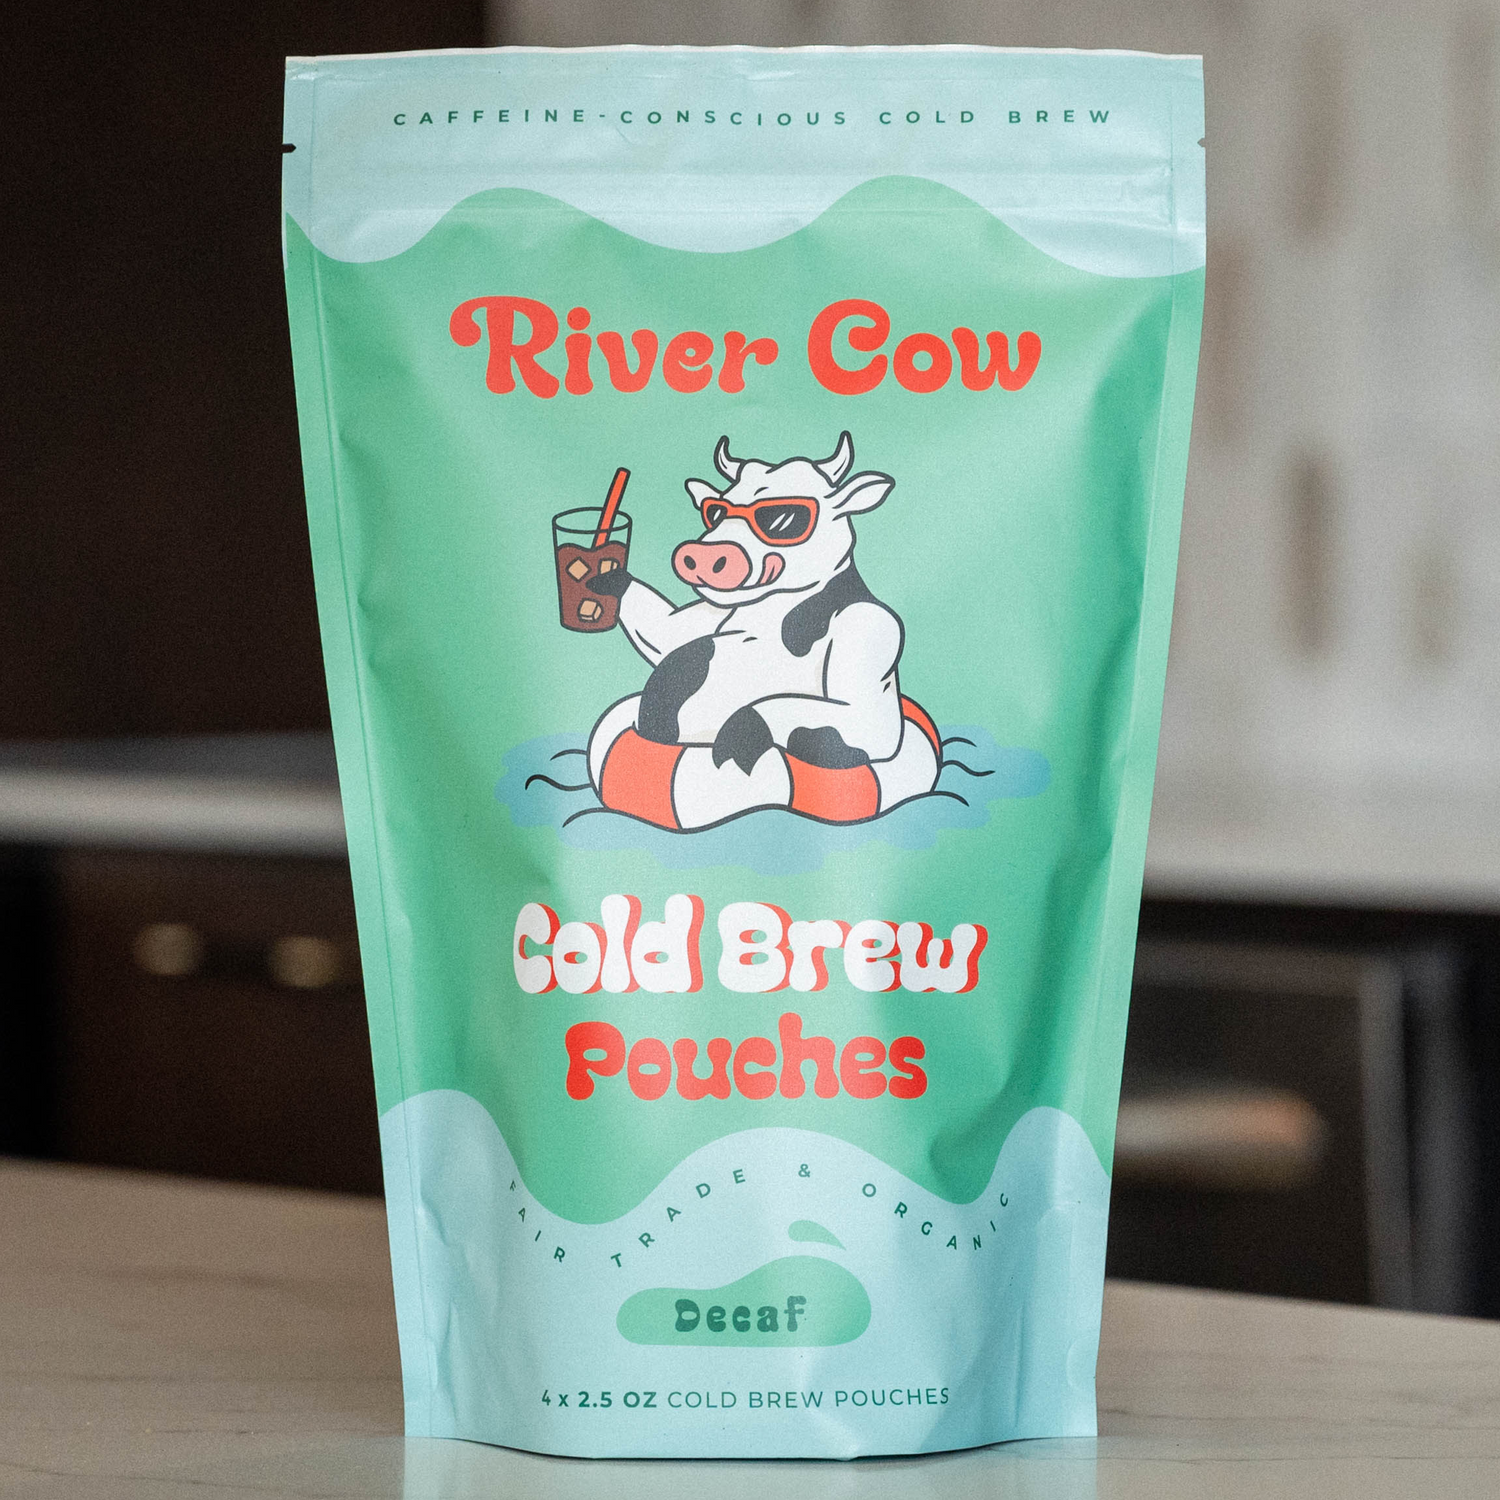 CAFFEINE-CONSCIOUS COLD BREW
River Cow
Cold Brew
Pouches
FAIR TRADE & ORGANIC
Decaf
4 x 2.5 OZ COLD BREW POUCHES